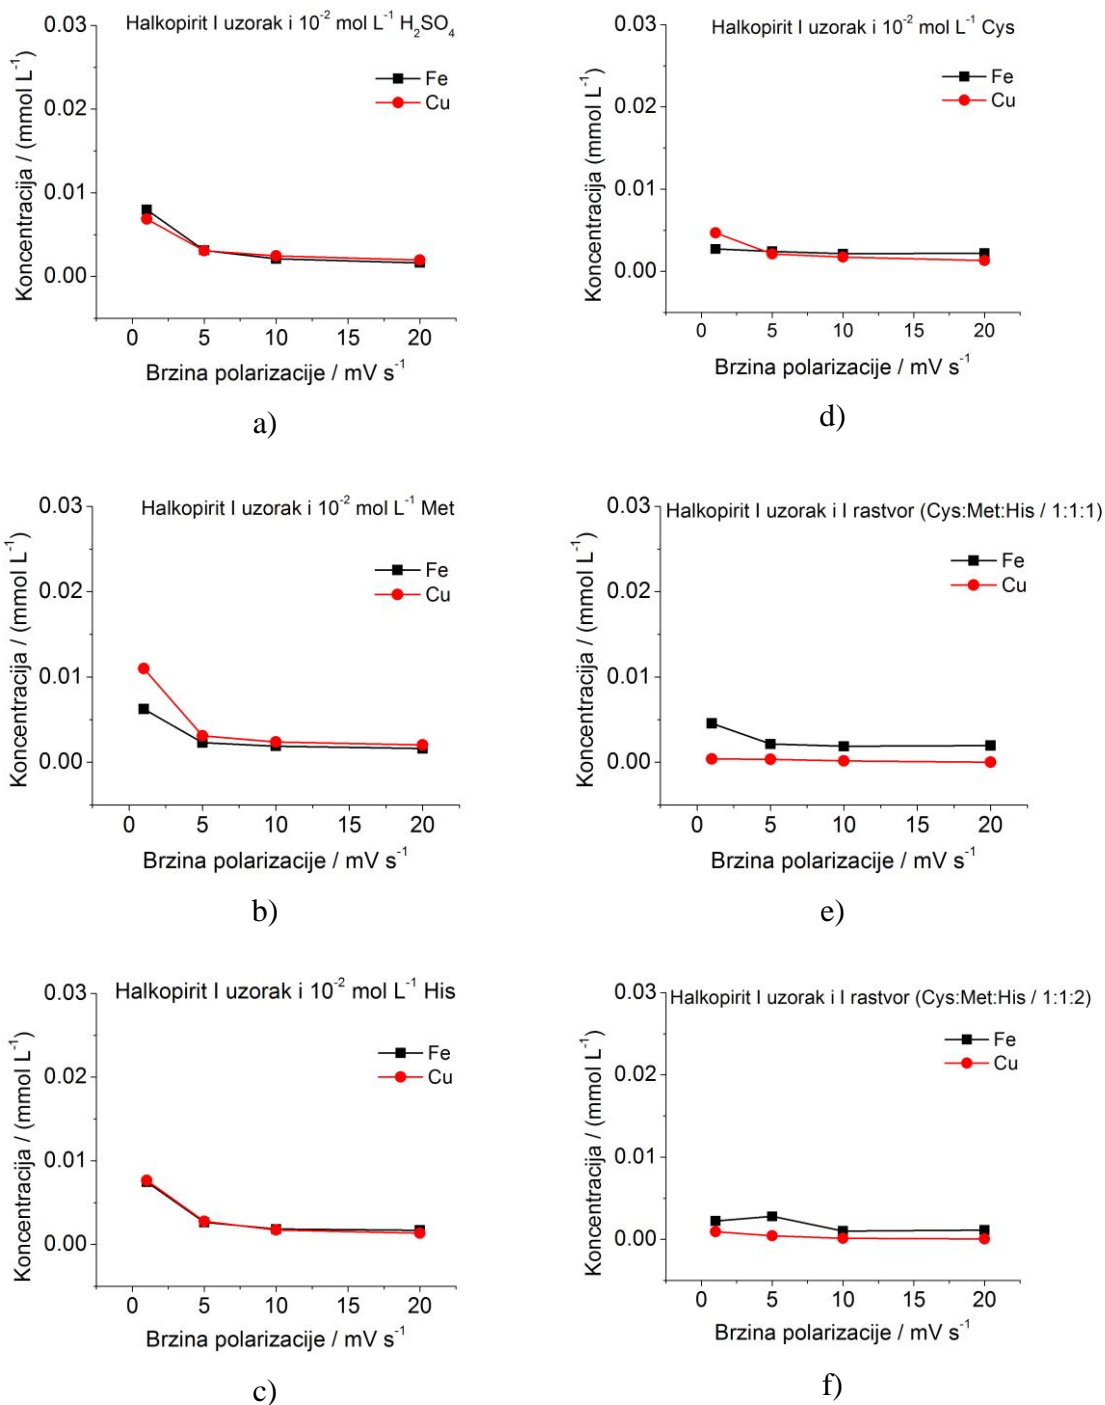 Halkopirit I uzorak i 10⁻² mol L⁻¹ H₂SO₄
Fe
Cu
Koncentracija / (mmol L⁻¹)
0.03
0.02
0.01
0.00
0 5 10 15 20
Brzina polarizacije / mV s⁻¹
a)
Halkopirit I uzorak i 10⁻² mol L⁻¹ Cys
Fe
Cu
Koncentracija (mmol L⁻¹)
0.03
0.02
0.01
0.00
0 5 10 15 20
Brzina polarizacije / mV s⁻¹
d)
Halkopirit I uzorak i 10⁻² mol L⁻¹ Met
Fe
Cu
Koncentracija / (mmol L⁻¹)
0.03
0.02
0.01
0.00
0 5 10 15 20
Brzina polarizacije / mV s⁻¹
b)
Halkopirit I uzorak i I rastvor (Cys:Met:His / 1:1:1)
Fe
Cu
Koncentracija / (mmol L⁻¹)
0.03
0.02
0.01
0.00
0 5 10 15 20
Brzina polarizacije / mV s⁻¹
e)
Halkopirit I uzorak i 10⁻² mol L⁻¹ His
Fe
Cu
Koncentracija / (mmol L⁻¹)
0.03
0.02
0.01
0.00
0 5 10 15 20
Brzina polarizacije / mV s⁻¹
c)
Halkopirit I uzorak i I rastvor (Cys:Met:His / 1:1:2)
Fe
Cu
Koncentracija / (mmol L⁻¹)
0.03
0.02
0.01
0.00
0 5 10 15 20
Brzina polarizacije / mV s⁻¹
f)